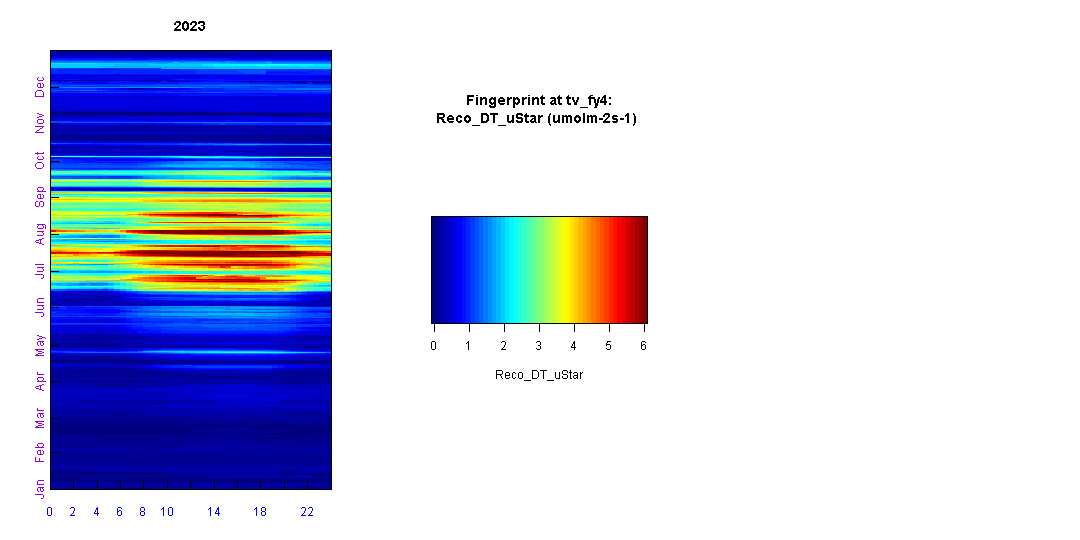 2023
Fingerprint at tv_fy4:
Reco_DT_uStar (umolm-2s-1)
Dec
Nov
Oct
Sep
Aug
Jul
Jun
May
Apr
Mar
Feb
Jan
0 2 4 6 8 10 14 18 22
0 1 2 3 4 5 6
Reco_DT_uStar